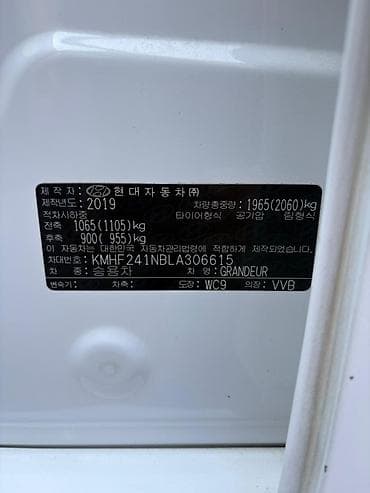 제 작 자 : 현대자동차㈜
제작년도: 2019 차량총중량: 1965(2060)kg
적차시하중 타이어형식 공기압 림형식
전축 1065(1105)kg
후축 900( 955)kg
이 자동차는 대한민국 자동차관리법령에 적합하게 제작되었음.
차대번호: KMHF241NBLA306615
차 종: 승용차 차 명: GRANDEUR
변속기: 차축: 도장: WC9 의장: VVB